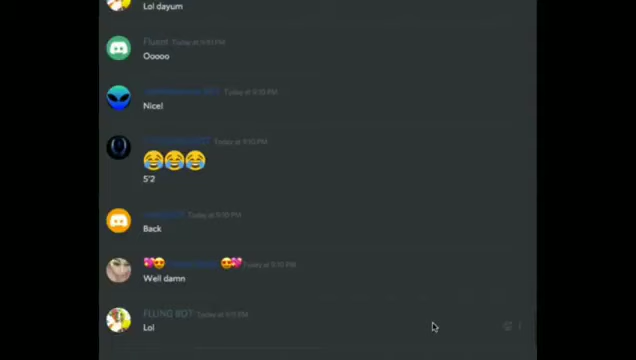 Lol dayum
Fluent Today at 9:10 PM
Ooooo
Today at 9:10 PM
Nice!
Today at 9:10 PM
5'2
Today at 9:10 PM
Back
Today at 9:10 PM
Well damn
FLUNG BOT Today at 9:11 PM
Lol